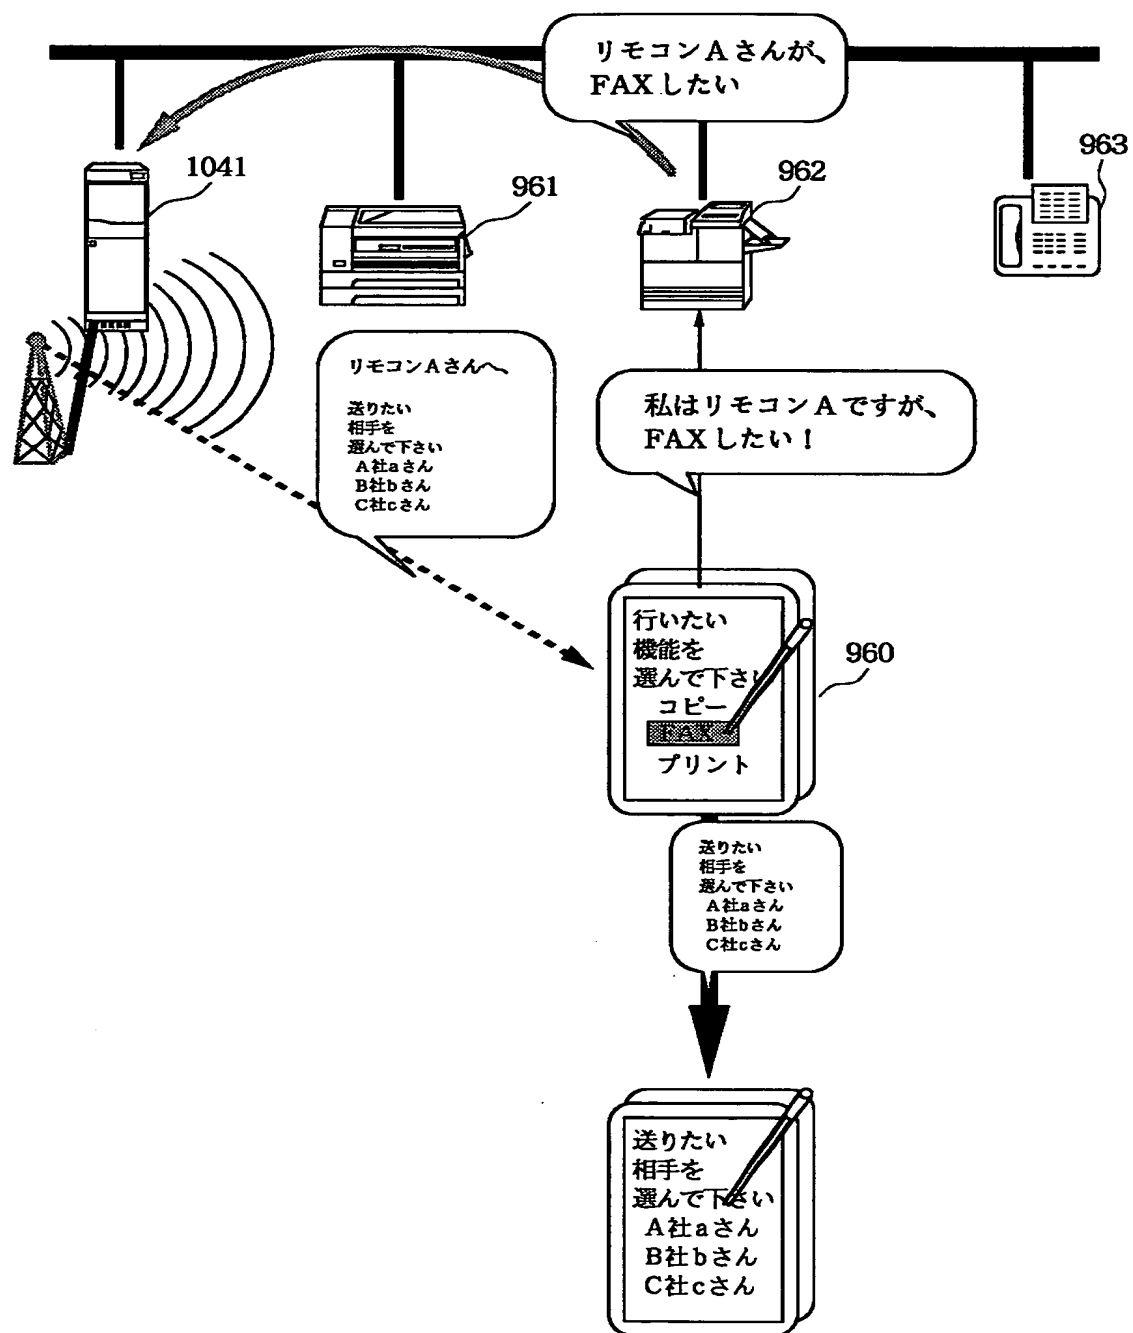 リモコンAさんが、
FAXしたい
1041
961
962
963
リモコンAさんへ、
送りたい
相手を
選んで下さい
A社aさん
B社bさん
C社cさん
私はリモコンAですが、
FAXしたい！
行いたい
機能を
選んで下さい
コピー
FAX
プリント
960
送りたい
相手を
選んで下さい
A社aさん
B社bさん
C社cさん
送りたい
相手を
選んで下さい
A社aさん
B社bさん
C社cさん